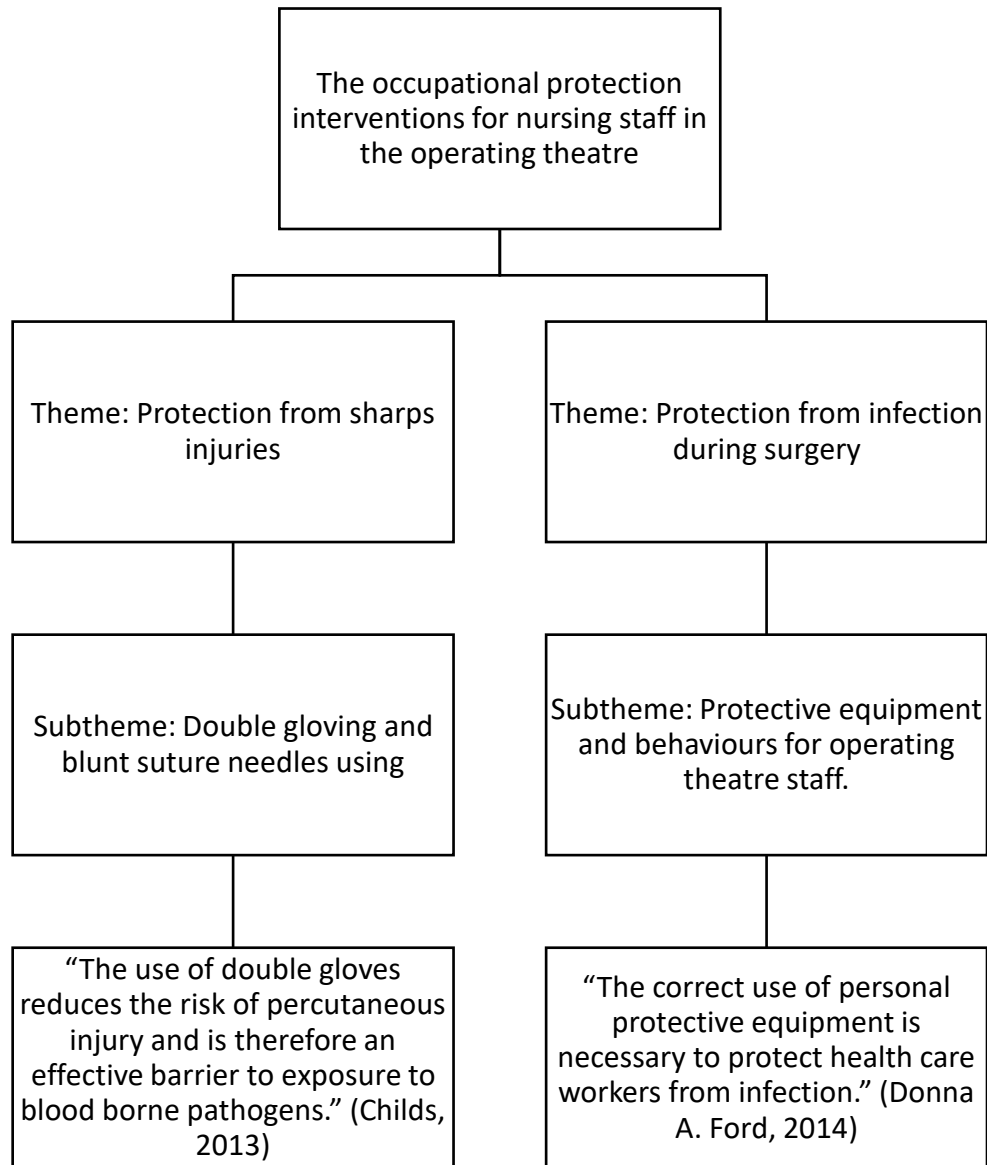 The occupational protection
interventions for nursing staff in
the operating theatre
Theme: Protection from sharps
injuries
Theme: Protection from infection
during surgery
Subtheme: Double gloving and
blunt suture needles using
Subtheme: Protective equipment
and behaviours for operating
theatre staff.
“The use of double gloves
reduces the risk of percutaneous
injury and is therefore an
effective barrier to exposure to
blood borne pathogens.” (Childs,
2013)
“The correct use of personal
protective equipment is
necessary to protect health care
workers from infection.” (Donna
A. Ford, 2014)